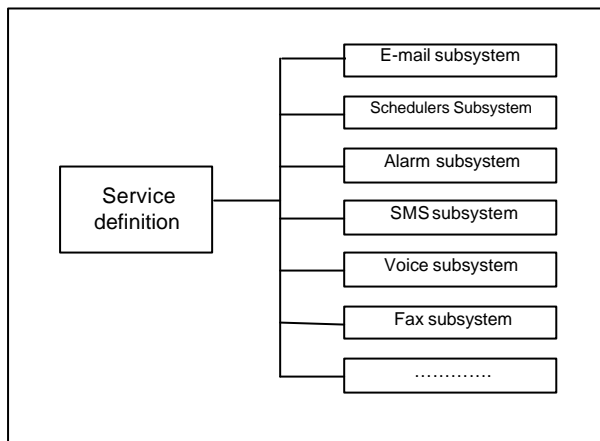 E-mail subsystem
Schedulers Subsystem
Alarm subsystem
Service
definition
SMS subsystem
Voice subsystem
Fax subsystem
………….